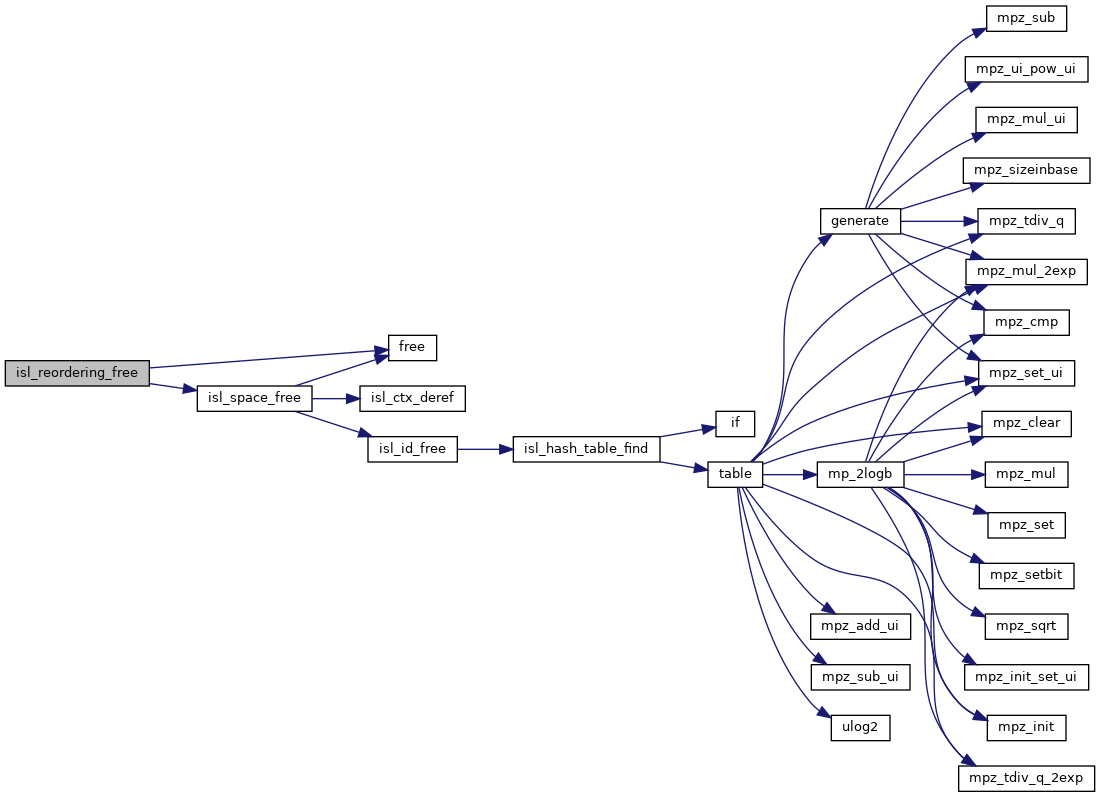 isl_reordering_free
free
isl_space_free
isl_ctx_deref
isl_id_free
isl_hash_table_find
if
table
generate
mp_2logb
mpz_add_ui
mpz_sub_ui
ulog2
mpz_sub
mpz_ui_pow_ui
mpz_mul_ui
mpz_sizeinbase
mpz_tdiv_q
mpz_mul_2exp
mpz_cmp
mpz_set_ui
mpz_clear
mpz_mul
mpz_set
mpz_setbit
mpz_sqrt
mpz_init_set_ui
mpz_init
mpz_tdiv_q_2exp